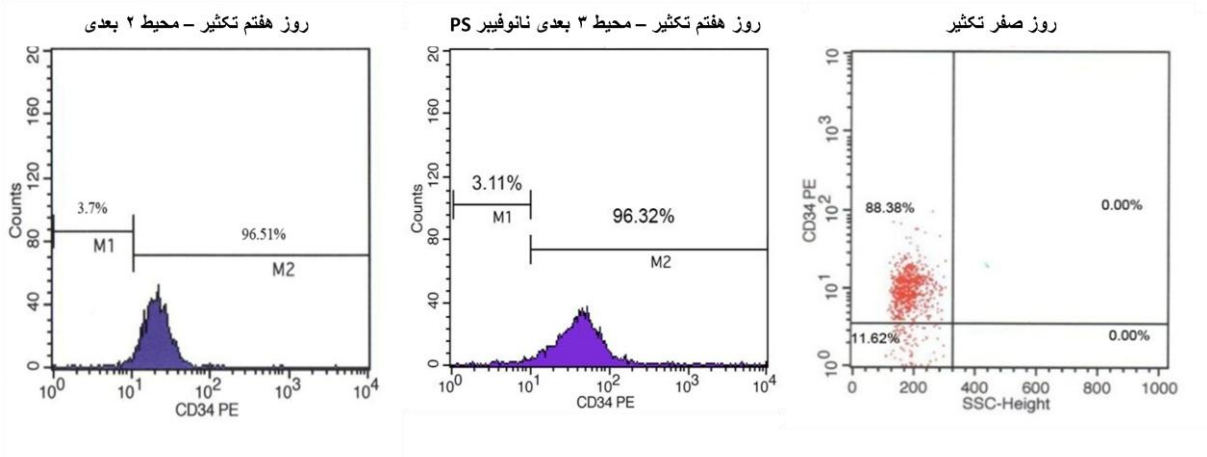 روز هفتم تکثیر – محیط ۲ بعدی
20
160
120
80
40
0
Counts
3.7%
M1
96.51%
M2
10^0 10^1 10^2 10^3 10^4
CD34 PE
روز هفتم تکثیر – محیط ۳ بعدی نانوفیبر PS
20
160
120
80
40
0
Counts
3.11%
M1
96.32%
M2
10^0 10^1 10^2 10^3 10^4
CD34 PE
روز صفر تکثیر
10
10^3
10^2
10^1
10^0
CD34 PE
88.38%
0.00%
11.62%
0.00%
0 200 400 600 800 1000
SSC-Height